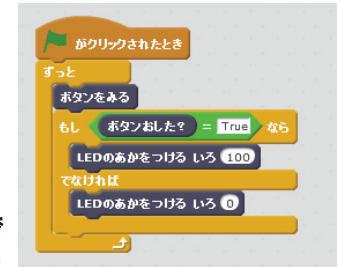 がクリックされたとき
ずっと
ボタンをみる
もし ボタンおした? = True なら
LEDのあかをつける いろ 100
でなければ
LEDのあかをつける いろ 0